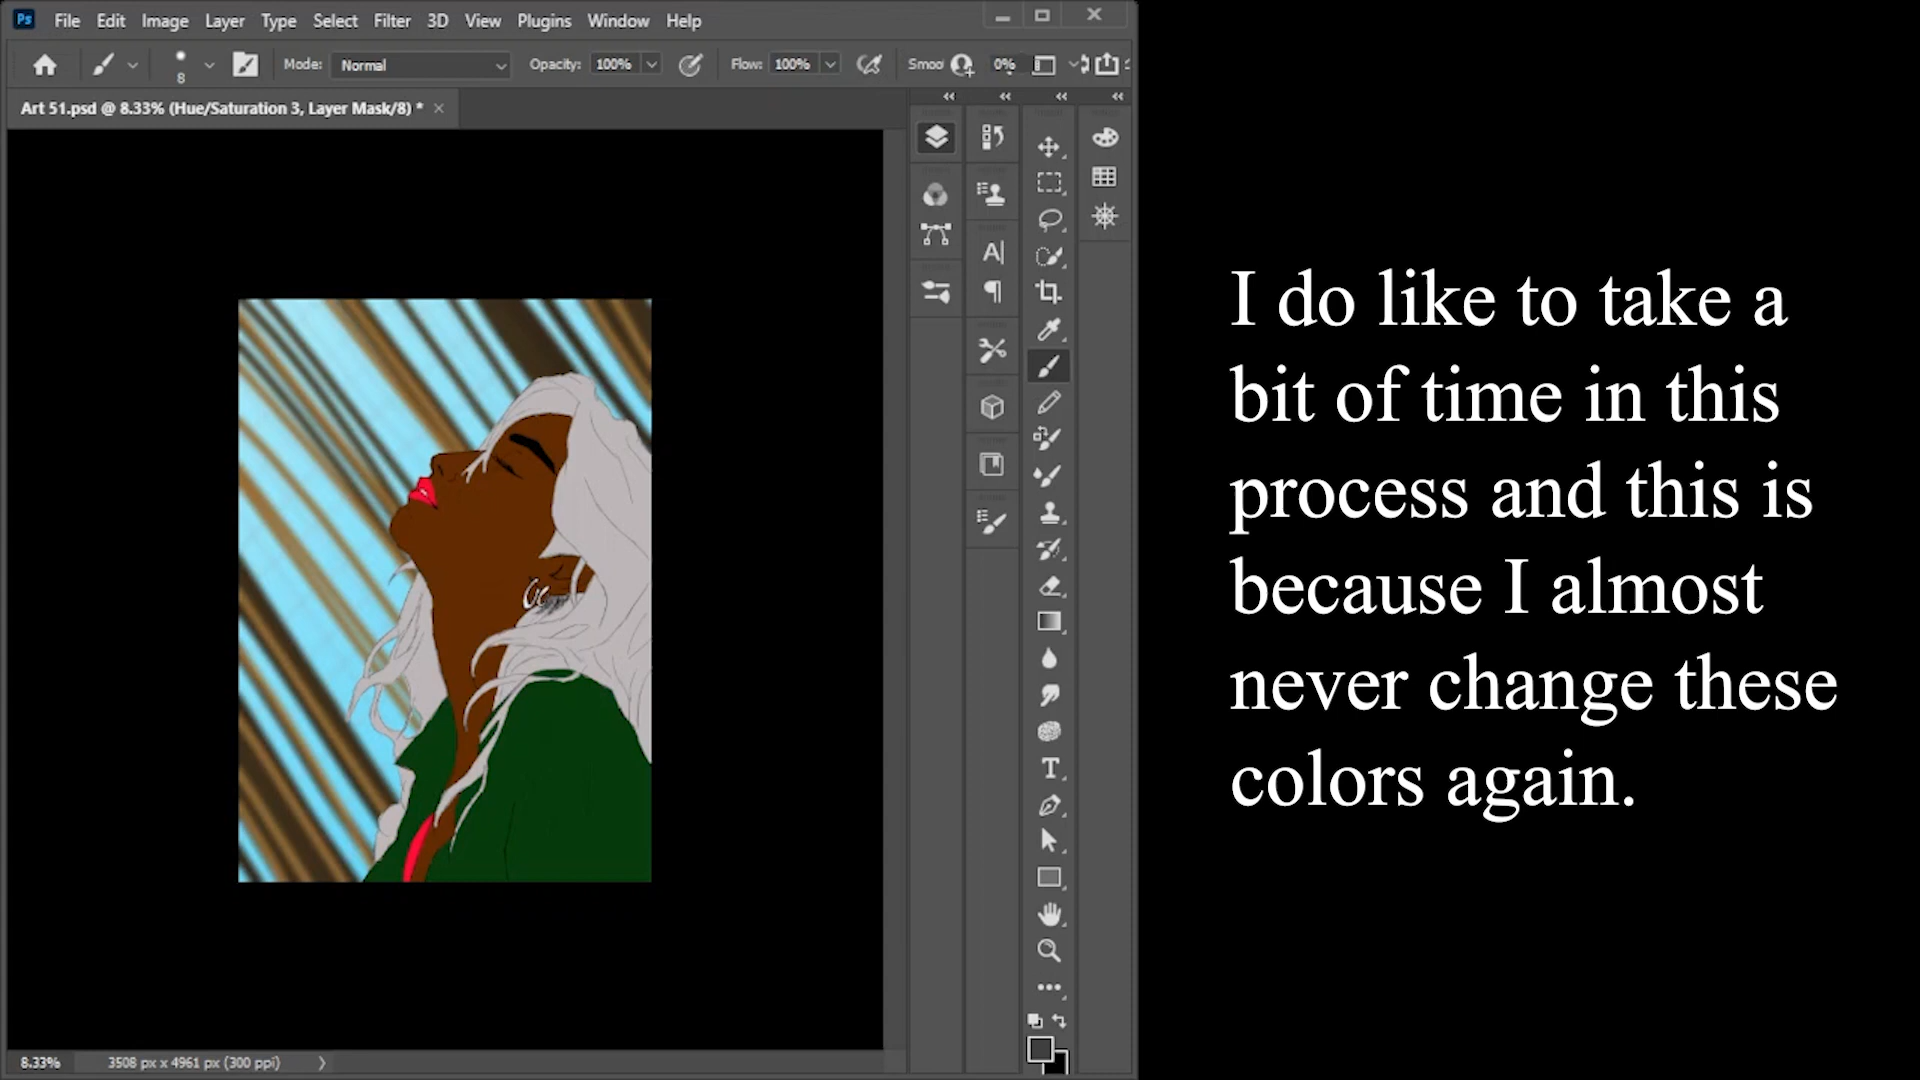 Ps File Edit Image Layer Type Select Filter 3D View Plugins Window Help
8 Mode: Normal Opacity: 100% Flow: 100% Smoo 0%
Art 51.psd @ 8.33% (Hue/Saturation 3, Layer Mask/8) *
I do like to take a
bit of time in this
process and this is
because I almost
never change these
colors again.
8.33% 3508 px x 4961 px (300 ppi)